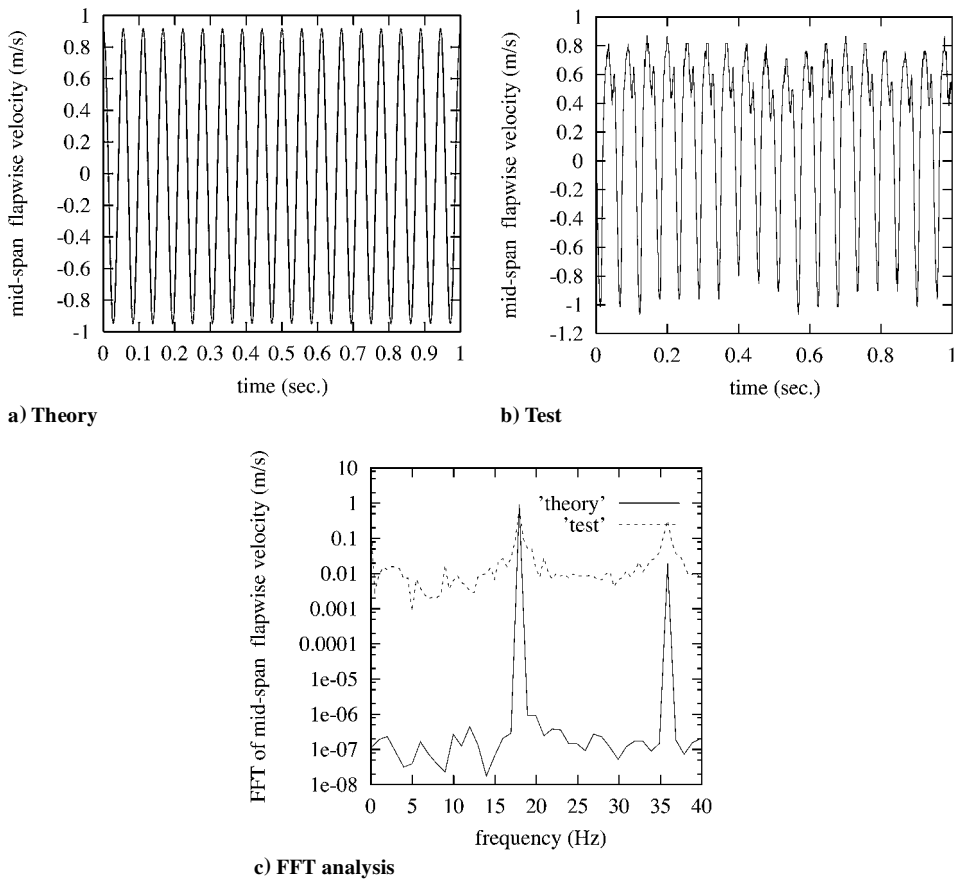 mid-span flapwise velocity (m/s)
1
0.8
0.6
0.4
0.2
0
-0.2
-0.4
-0.6
-0.8
-1
0 0.1 0.2 0.3 0.4 0.5 0.6 0.7 0.8 0.9 1
time (sec.)
a) Theory
mid-span flapwise velocity (m/s)
1
0.8
0.6
0.4
0.2
0
-0.2
-0.4
-0.6
-0.8
-1
-1.2
0 0.2 0.4 0.6 0.8 1
time (sec.)
b) Test
FFT of mid-span flapwise velocity (m/s)
10
1
0.1
0.01
0.001
0.0001
1e-05
1e-06
1e-07
1e-08
'theory'
'test'
0 5 10 15 20 25 30 35 40
frequency (Hz)
c) FFT analysis